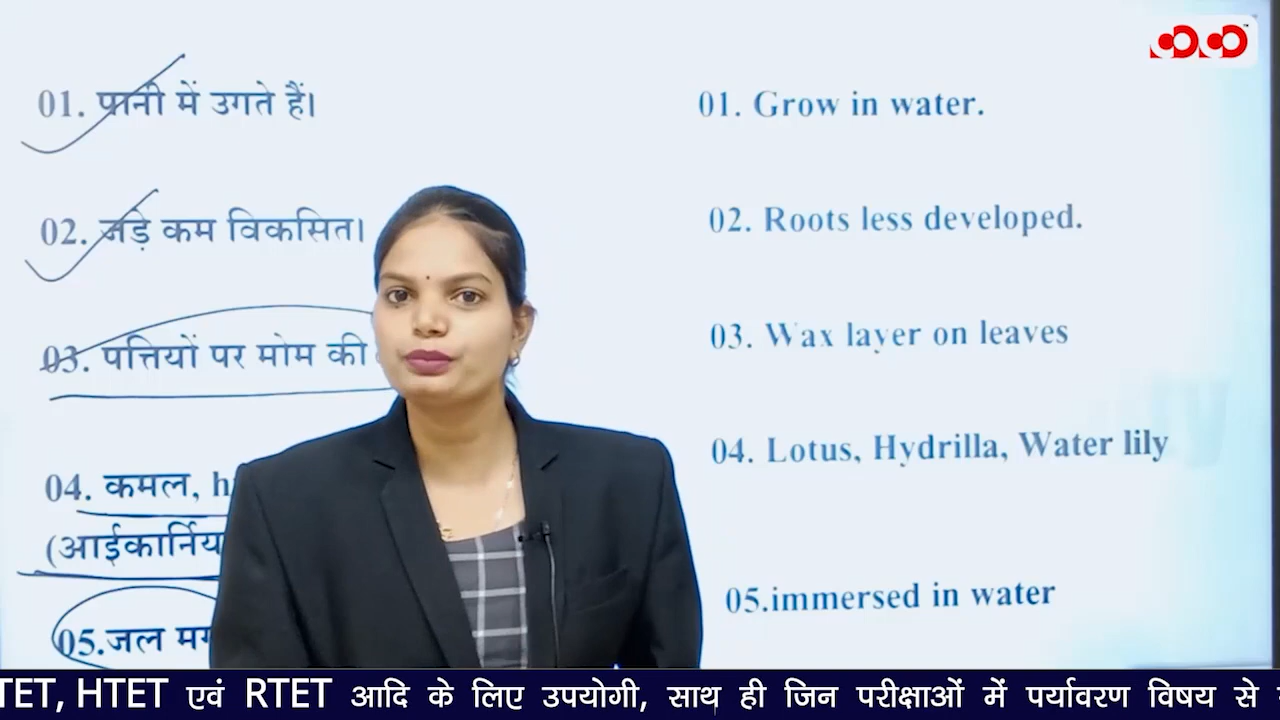 01. पानी में उगते हैं।
02. जड़े कम विकसित।
03. पत्तियों पर मोम की
04. कमल,
(आईकार्निय
05.जल
01. Grow in water.
02. Roots less developed.
03. Wax layer on leaves
04. Lotus, Hydrilla, Water lily
05.immersed in water
TET, HTET एवं RTET आदि के लिए उपयोगी, साथ ही जिन परीक्षाओं में पर्यावरण विषय से